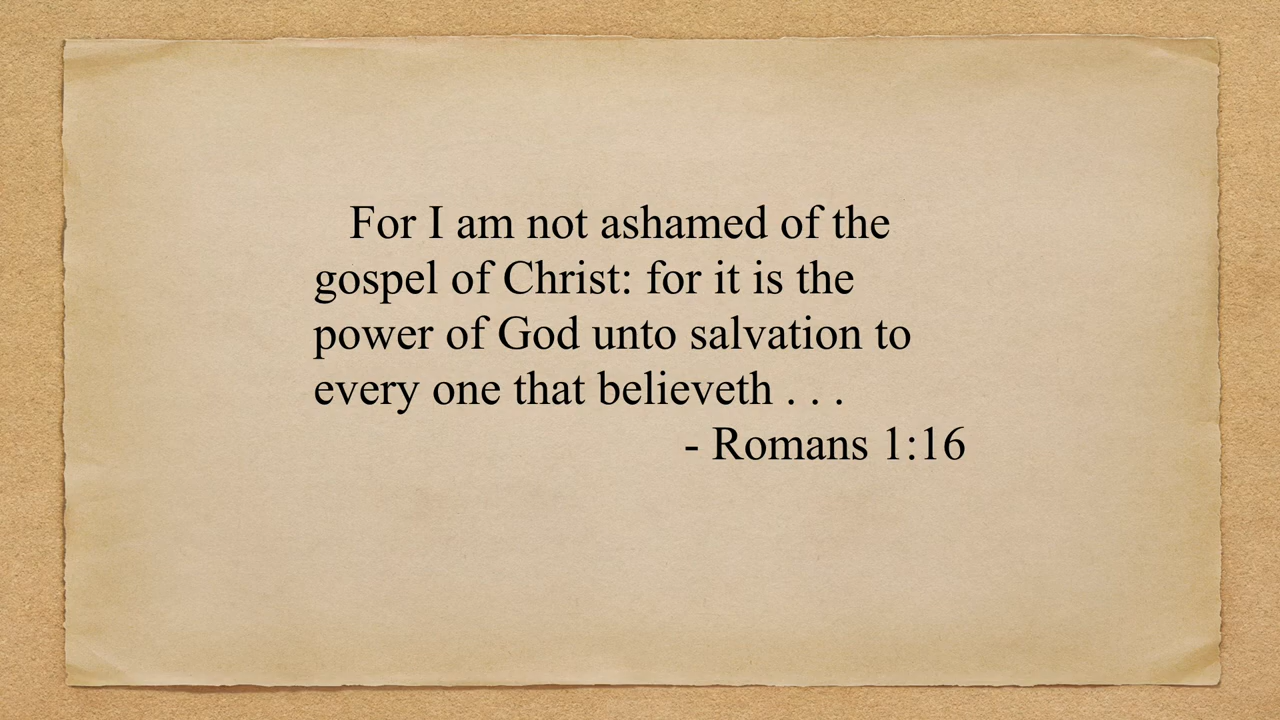 For I am not ashamed of the
gospel of Christ: for it is the
power of God unto salvation to
every one that believeth . . .
- Romans 1:16